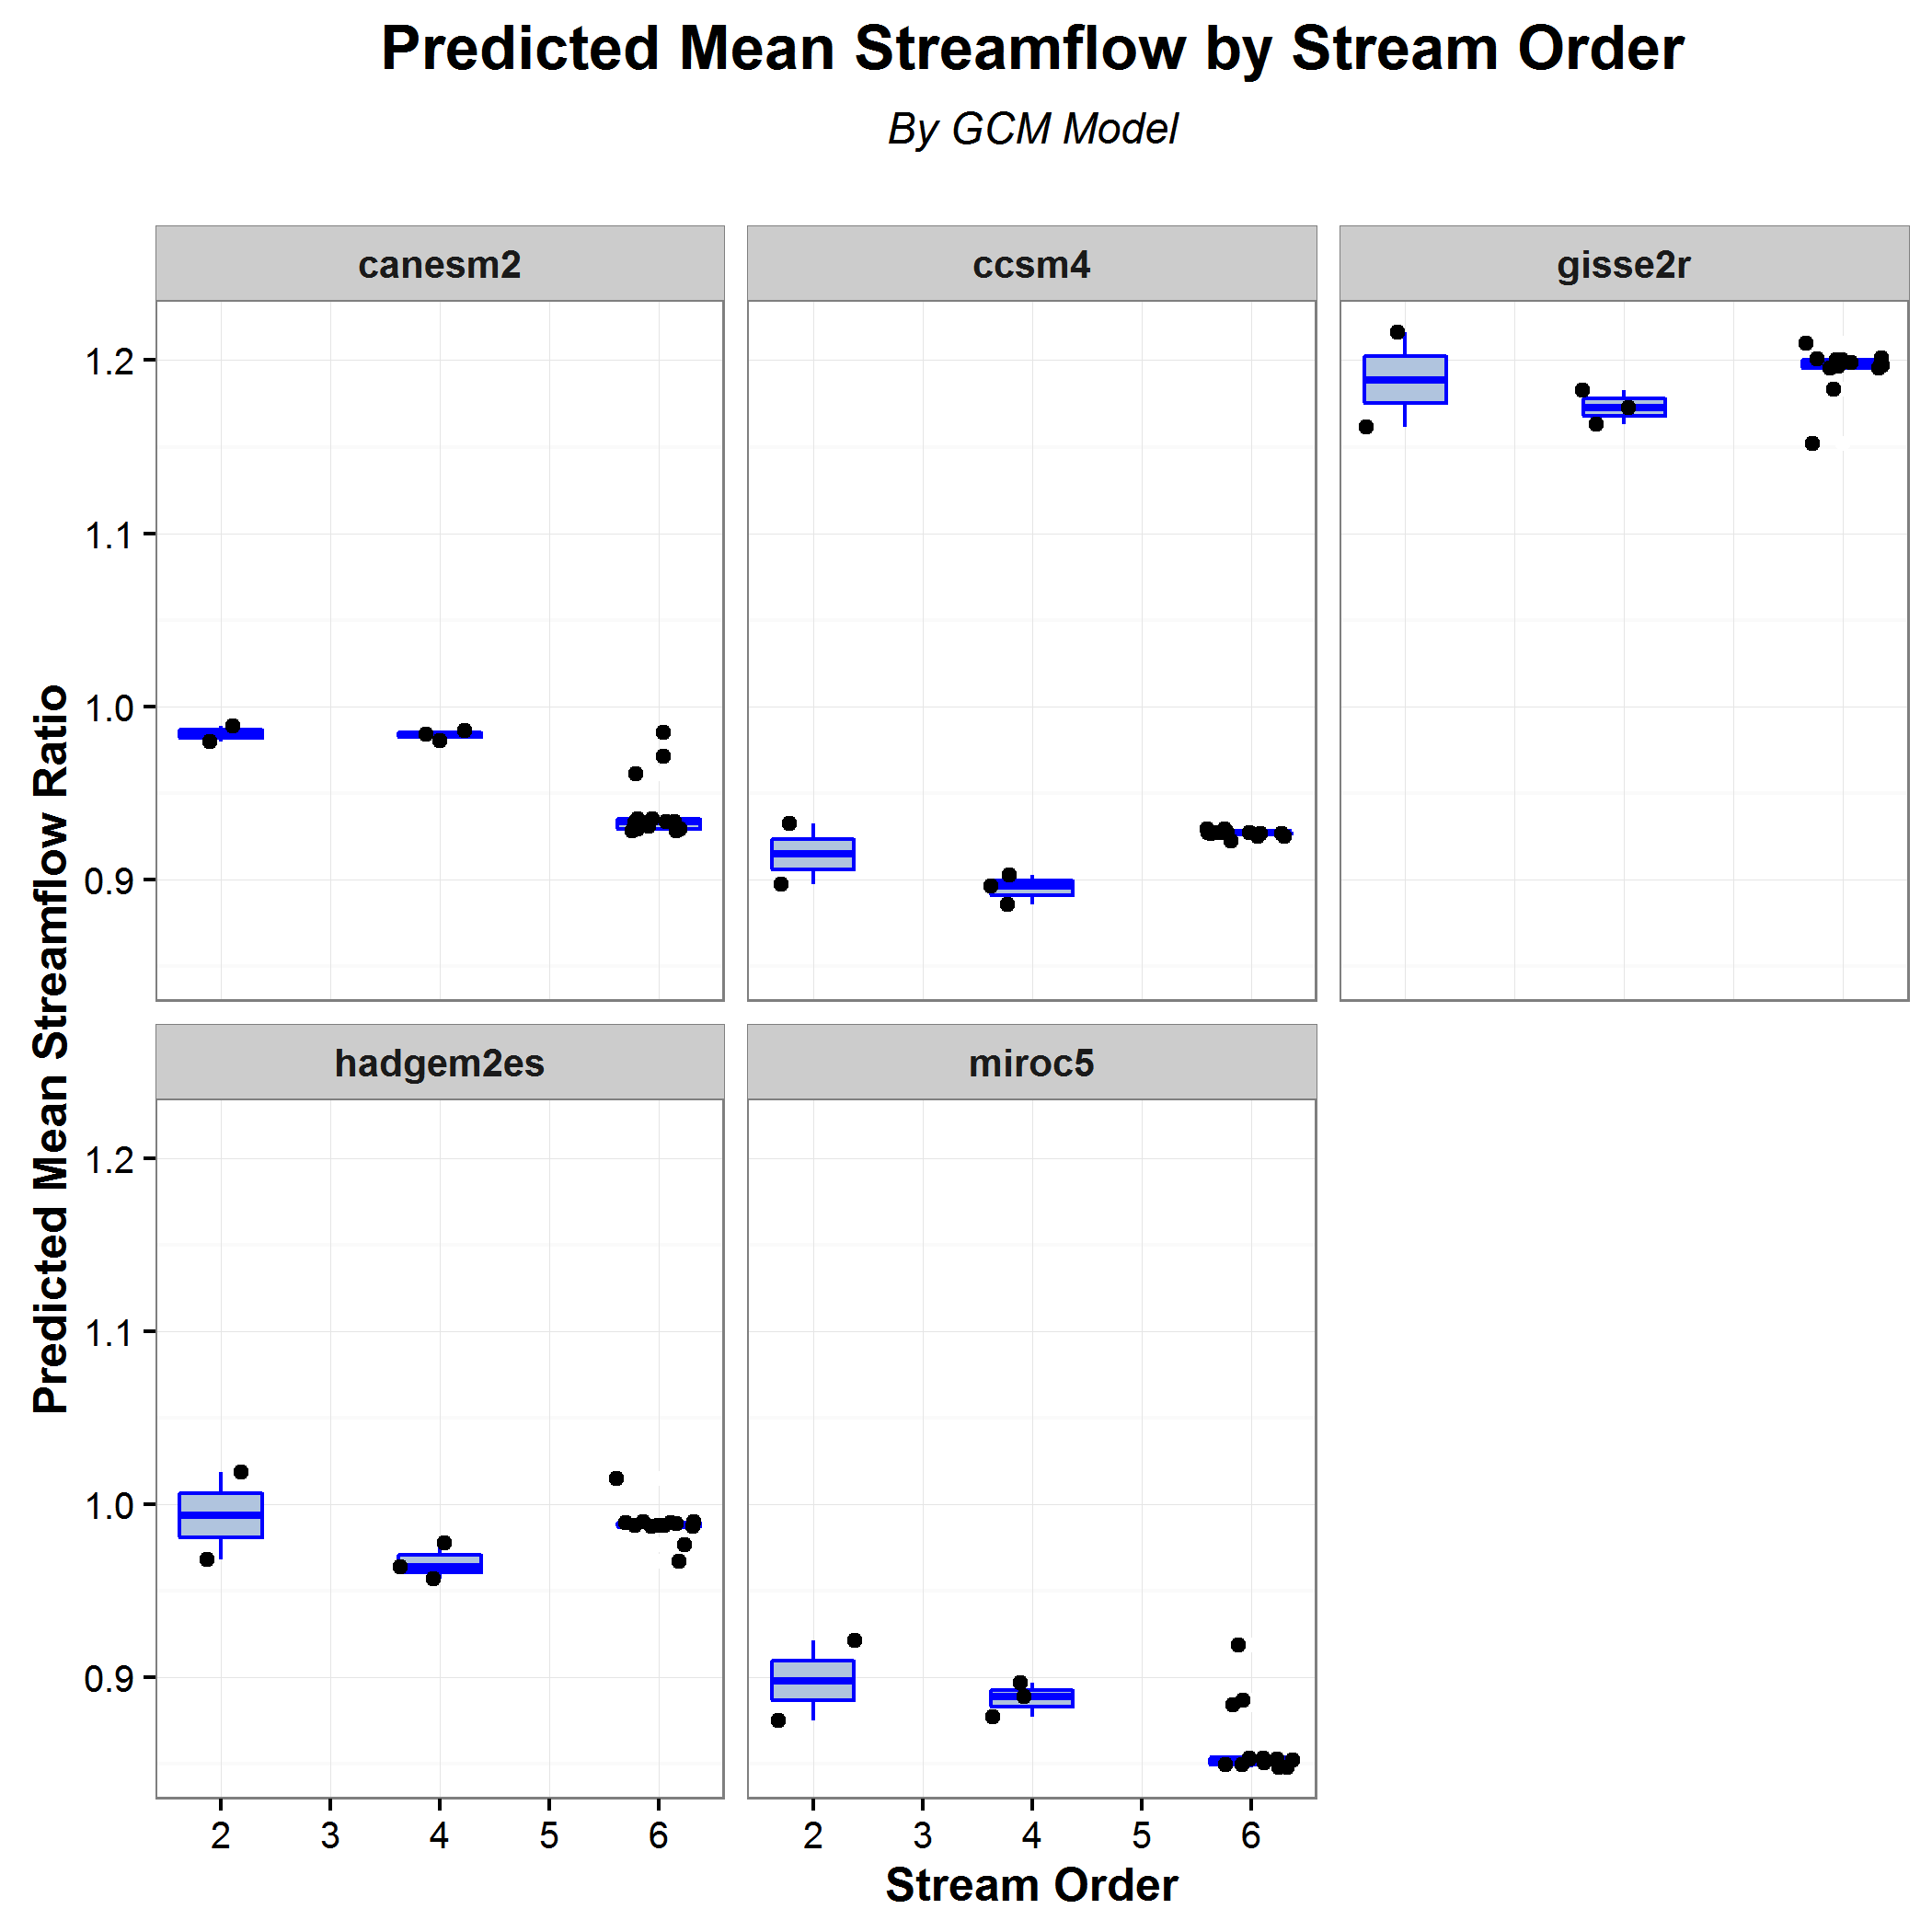 Predicted Mean Streamflow by Stream Order
By GCM Model
canesm2
ccsm4
gisse2r
1.2
1.1
1.0
0.9
Predicted Mean Streamflow Ratio
hadgem2es
miroc5
1.2
1.1
1.0
0.9
2 3 4 5 6
2 3 4 5 6
Stream Order